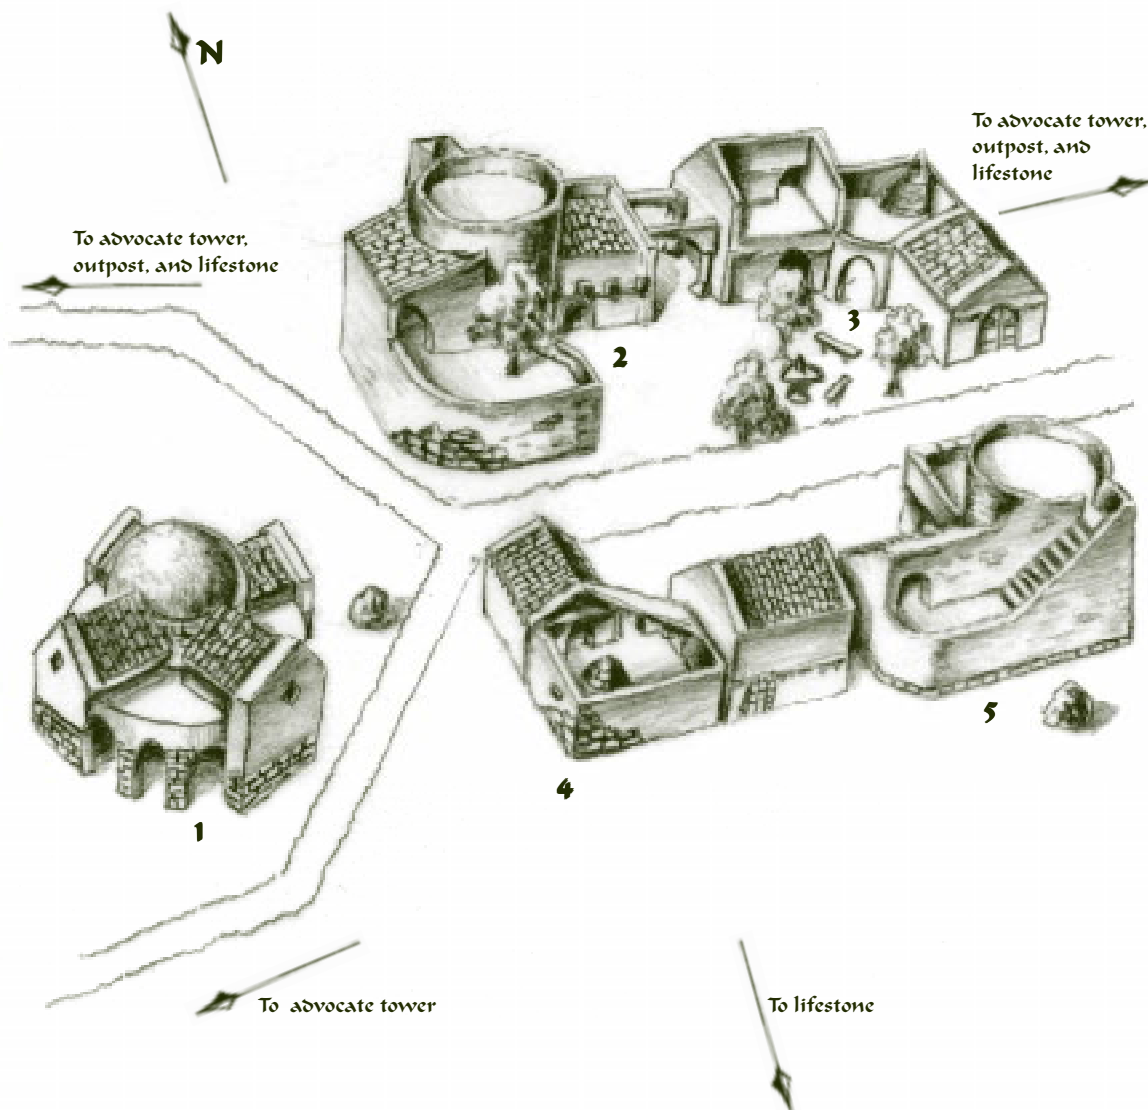 N
To advocate tower,
outpost, and
lifestone
To advocate tower,
outpost, and lifestone
3
2
5
4
1
To advocate tower
To lifestone